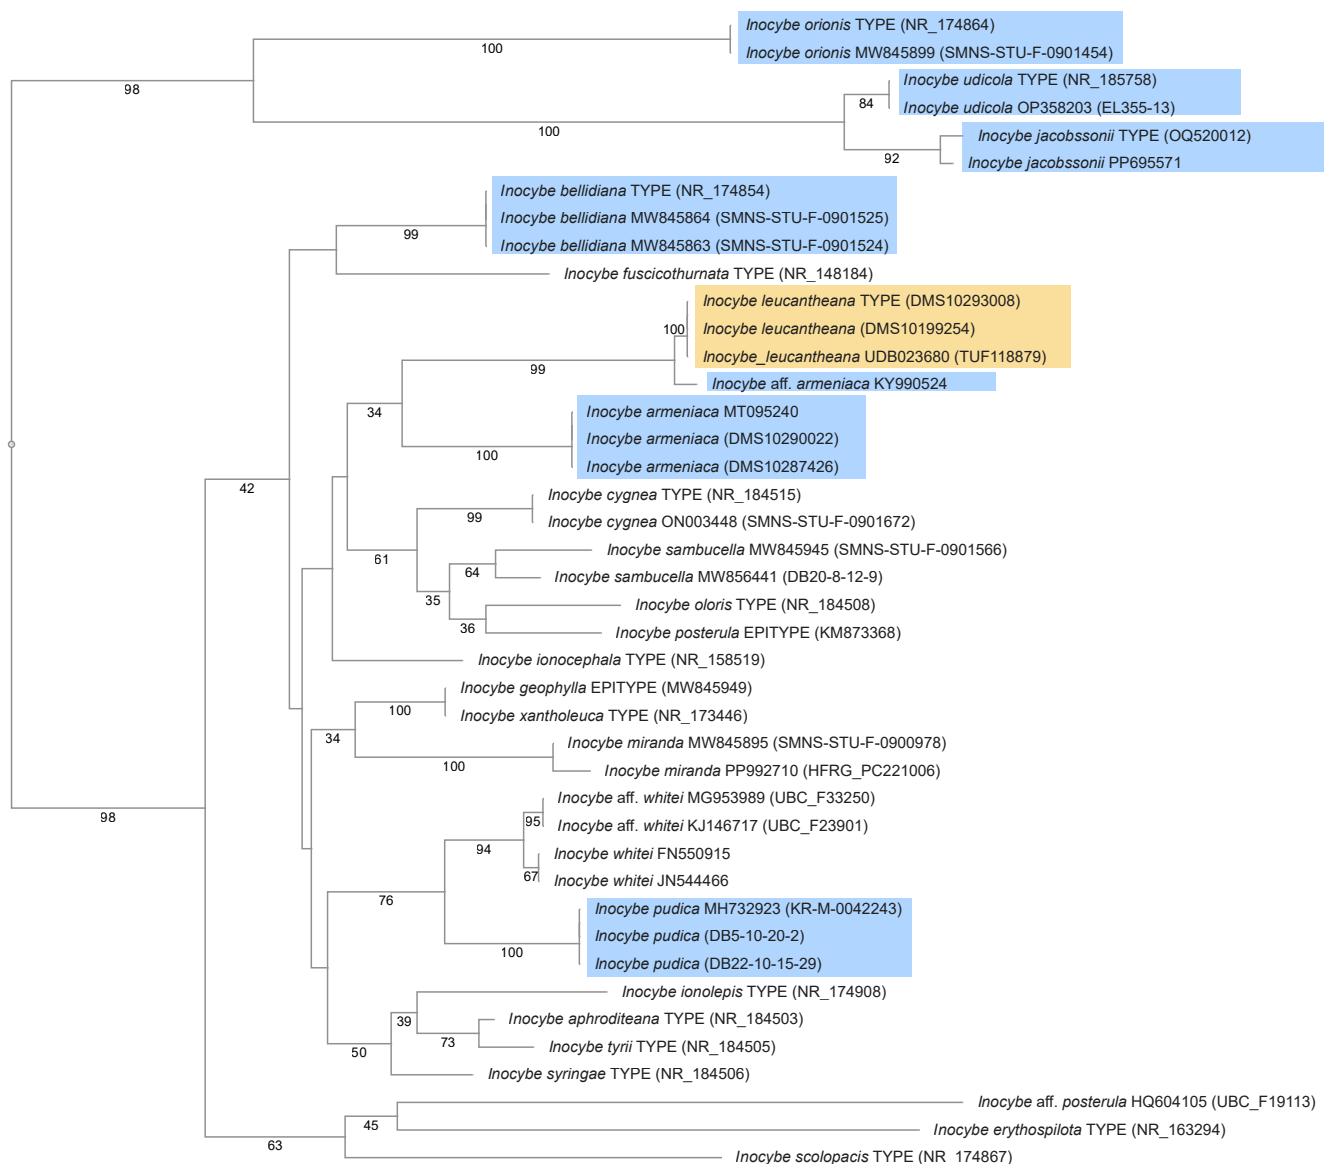 Inocybe orionis TYPE (NR_174864)
100
Inocybe orionis MW845899 (SMNS-STU-F-0901454)
98
Inocybe udicola TYPE (NR_185758)
84
Inocybe udicola OP358203 (EL355-13)
100
Inocybe jacobssonii TYPE (OQ520012)
92
Inocybe jacobssonii PP695571
Inocybe bellidiana TYPE (NR_174854)
Inocybe bellidiana MW845864 (SMNS-STU-F-0901525)
99
Inocybe bellidiana MW845863 (SMNS-STU-F-0901524)
Inocybe fuscicothurnata TYPE (NR_148184)
Inocybe leucantheana TYPE (DMS10293008)
100
Inocybe leucantheana (DMS10199254)
Inocybe_leucantheana UDB023680 (TUF118879)
99
Inocybe aff. armeniaca KY990524
34
Inocybe armeniaca MT095240
Inocybe armeniaca (DMS10290022)
100
Inocybe armeniaca (DMS10287426)
42
Inocybe cygnea TYPE (NR_184515)
99
Inocybe cygnea ON003448 (SMNS-STU-F-0901672)
Inocybe sambucella MW845945 (SMNS-STU-F-0901566)
61
64
Inocybe sambucella MW856441 (DB20-8-12-9)
35
Inocybe oloris TYPE (NR_184508)
36
Inocybe posterula EPITYPE (KM873368)
Inocybe ionocephala TYPE (NR_158519)
Inocybe geophylla EPITYPE (MW845949)
100
Inocybe xantholeuca TYPE (NR_173446)
34
Inocybe miranda MW845895 (SMNS-STU-F-0900978)
100
Inocybe miranda PP992710 (HFRG_PC221006)
Inocybe aff. whitei MG953989 (UBC_F33250)
98
95
Inocybe aff. whitei KJ146717 (UBC_F23901)
94
Inocybe whitei FN550915
67
Inocybe whitei JN544466
76
Inocybe pudica MH732923 (KR-M-0042243)
Inocybe pudica (DB5-10-20-2)
100
Inocybe pudica (DB22-10-15-29)
Inocybe ionolepis TYPE (NR_174908)
39
Inocybe aphroditeana TYPE (NR_184503)
73
Inocybe tyrii TYPE (NR_184505)
50
Inocybe syringae TYPE (NR_184506)
Inocybe aff. posterula HQ604105 (UBC_F19113)
45
Inocybe erythospilota TYPE (NR_163294)
63
Inocybe scolopacis TYPE (NR_174867)